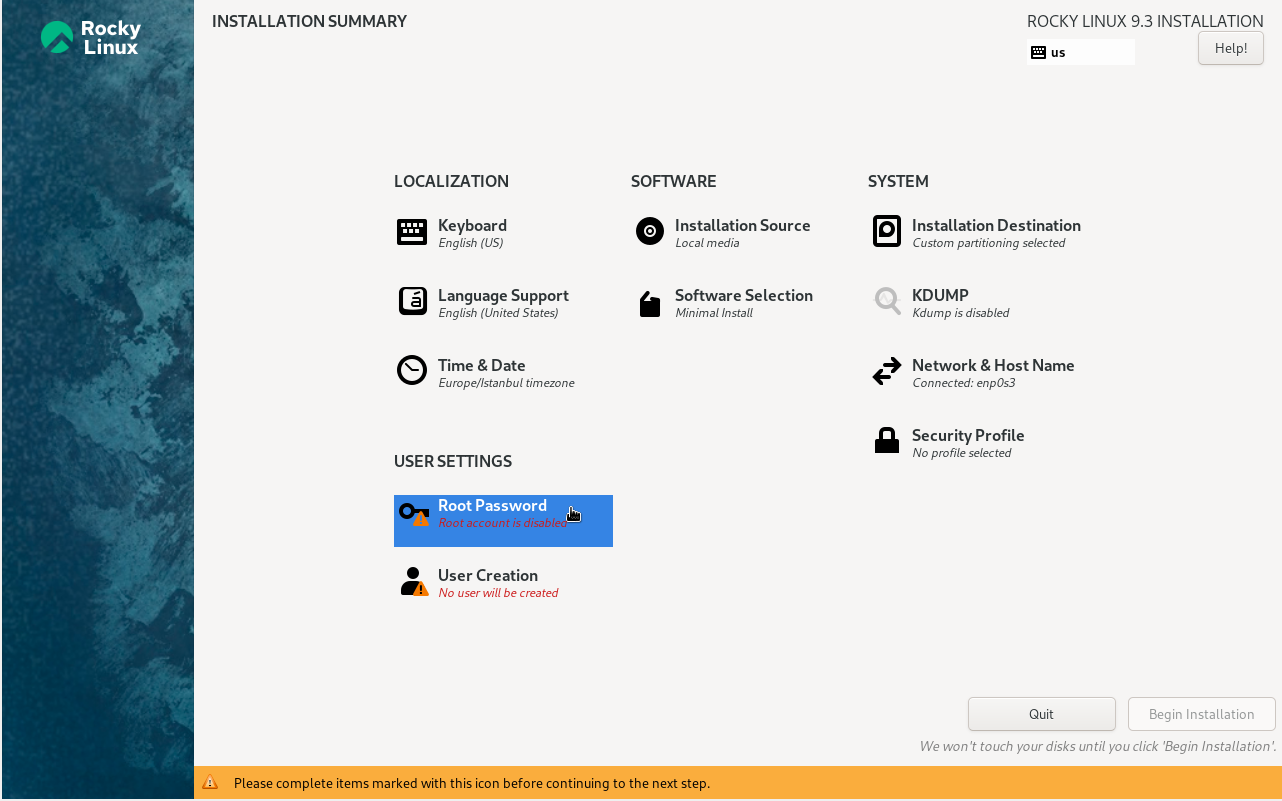 Rocky
Linux
INSTALLATION SUMMARY
ROCKY LINUX 9.3 INSTALLATION
us
Help!
LOCALIZATION
Keyboard
English (US)
Language Support
English (United States)
Time & Date
Europe/Istanbul timezone
SOFTWARE
Installation Source
Local media
Software Selection
Minimal Install
SYSTEM
Installation Destination
Custom partitioning selected
KDUMP
Kdump is disabled
Network & Host Name
Connected: enp0s3
Security Profile
No profile selected
USER SETTINGS
Root Password
Root account is disabled
User Creation
No user will be created
Quit
Begin Installation
We won't touch your disks until you click 'Begin Installation'.
Please complete items marked with this icon before continuing to the next step.